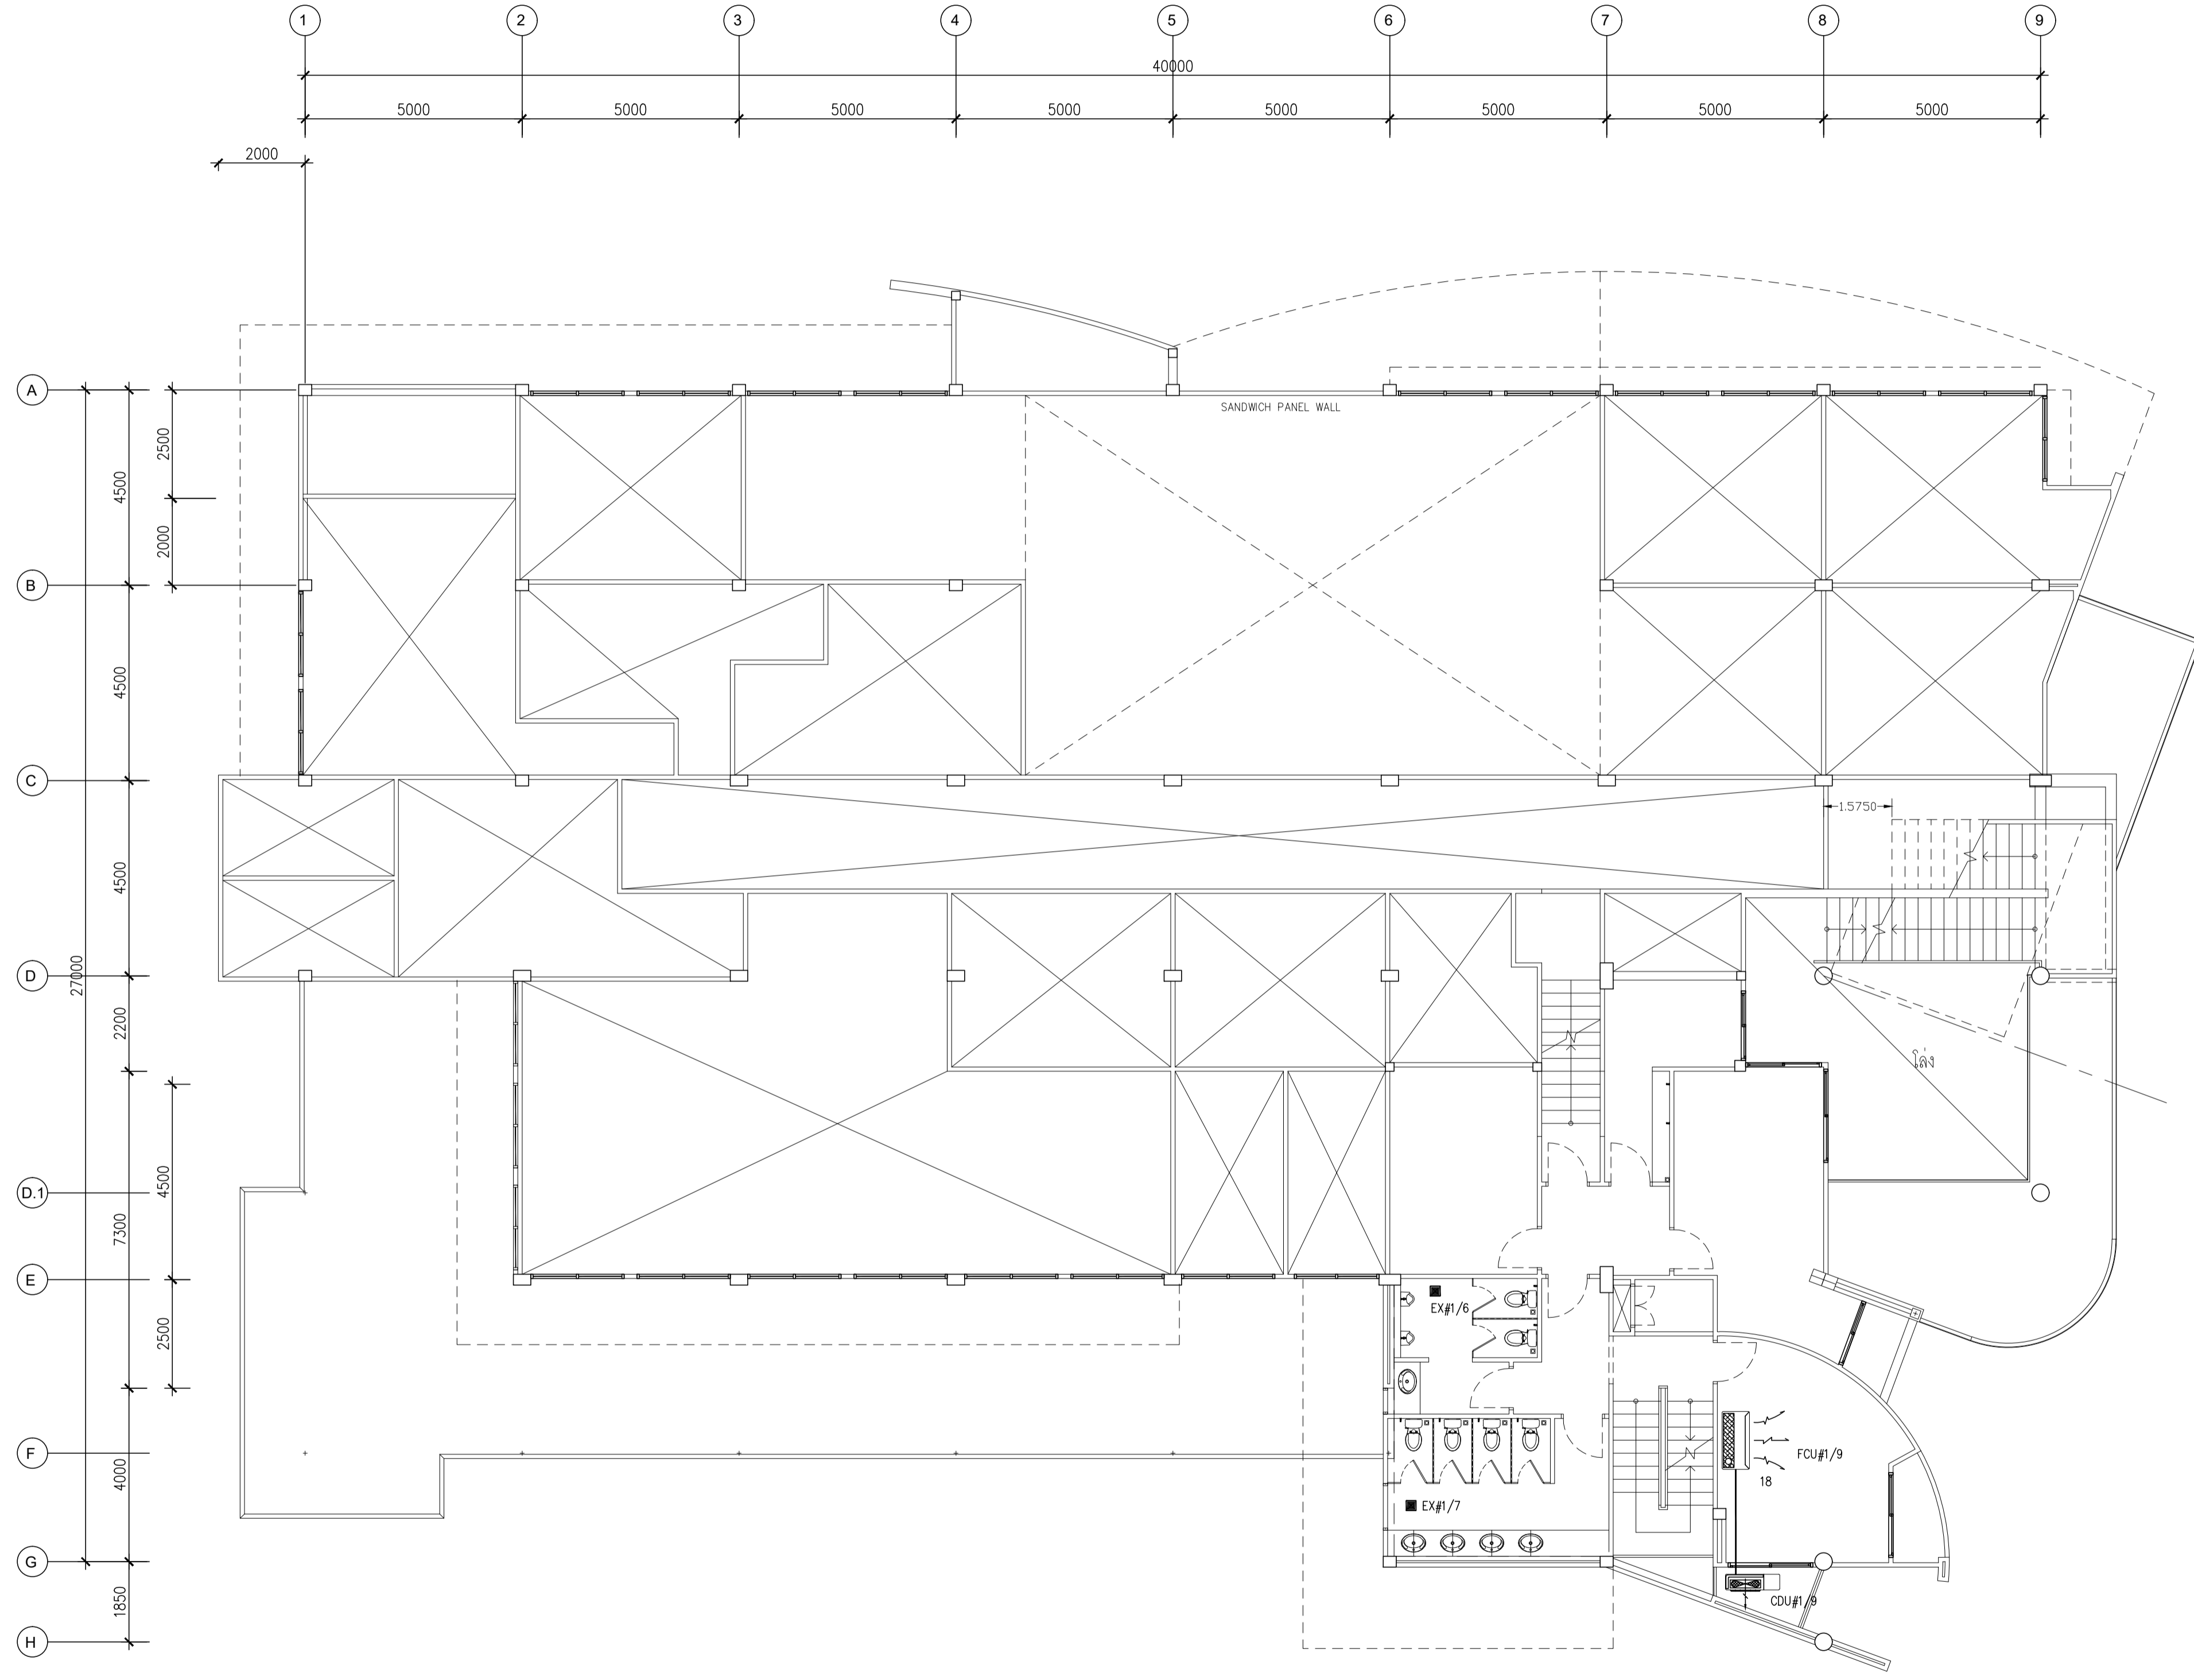 1 2 3 4 5 6 7 8 9
40000
5000 5000 5000 5000 5000 5000 5000 5000
2000
A
2500
4500
SANDWICH PANEL WALL
2000
B
4500
C
1.5750
4500
D
27000
2200
โล่ง
4500
D.1
7300
E
EX#1/6
2500
F
FCU#1/9
18
4000
EX#1/7
G
1850
CDU#1/9
H